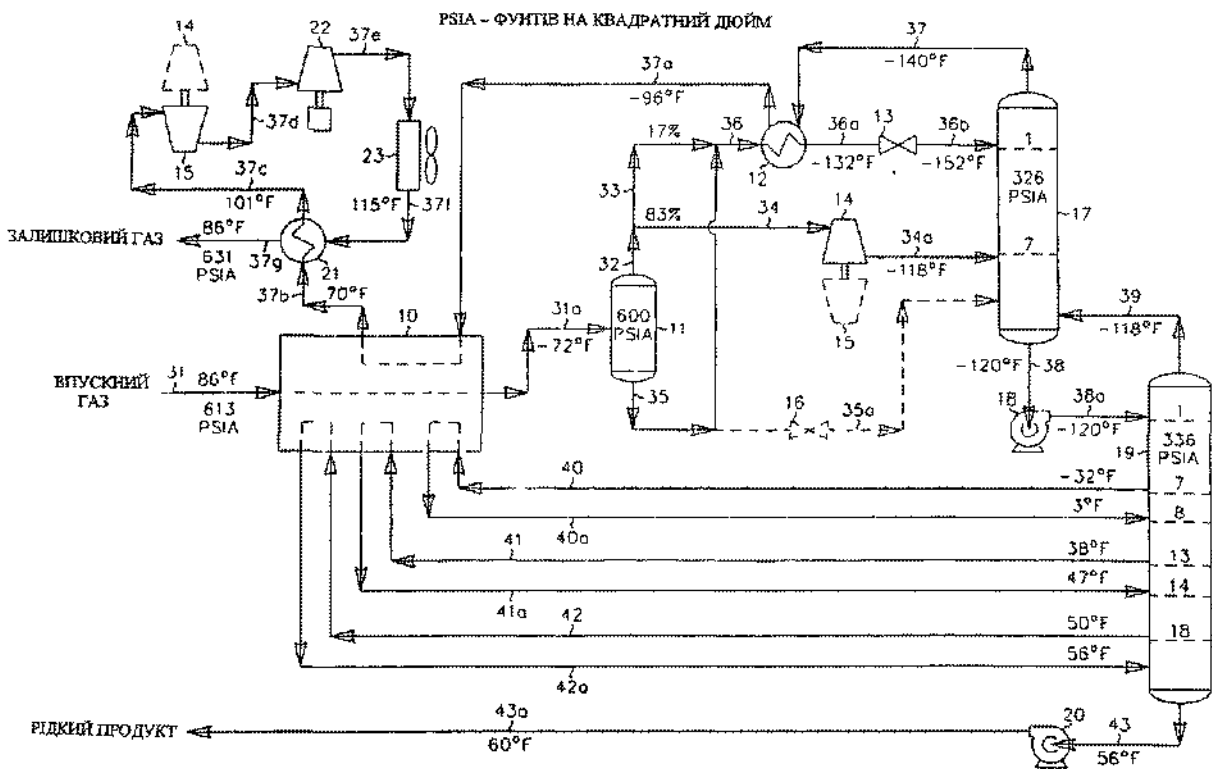 PSIA – ФУНТІВ НА КВАДРАТНИЙ ДЮЙМ
14
22
37e
37
-140°F
37a
-96°F
37d
15
23
37c
101°F
115°F
37f
17%
36
36a
-132°F
13
36b
-152°F
12
1
326
PSIA
17
33
83%
34
14
ЗАЛИШКОВИЙ ГАЗ
86°F
631
PSIA
37g
21
37b
70°F
32
34a
-118°F
7
10
31a
-72°F
600
PSIA
11
15
39
-118°F
ВПУСКНИЙ
ГАЗ
31
86°f
613
PSIA
35
16
35a
-120°F
38
18
38a
-120°F
1
19
336
PSIA
40
-32°F
7
3°F
8
40a
41
38°F
13
47°f
14
41a
42
50°F
18
56°F
42a
РІДКИЙ ПРОДУКТ
43a
60°F
20
43
56°f